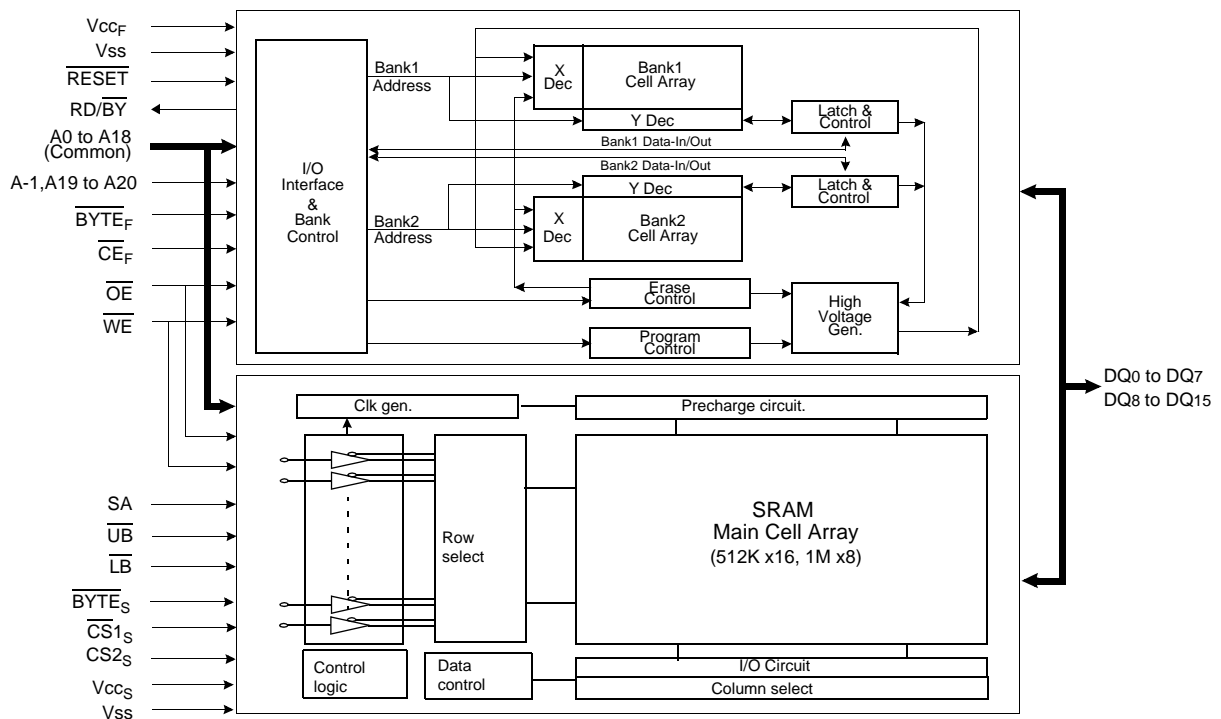 VccF
Vss
RESET
RD/BY
A0 to A18
(Common)
A-1,A19 to A20
BYTEF
CEF
OE
WE
I/O
Interface
&
Bank
Control
Bank1
Address
X
Dec
Bank1
Cell Array
Y Dec
Latch &
Control
Bank1 Data-In/Out
Bank2 Data-In/Out
Y Dec
Latch &
Control
Bank2
Address
X
Dec
Bank2
Cell Array
Erase
Control
High
Voltage
Gen.
Program
Control
DQ0 to DQ7
DQ8 to DQ15
SA
UB
LB
BYTES
CS1S
CS2S
VccS
Vss
Clk gen.
Precharge circuit.
Row
select
SRAM
Main Cell Array
(512K x16, 1M x8)
Control
logic
Data
control
I/O Circuit
Column select